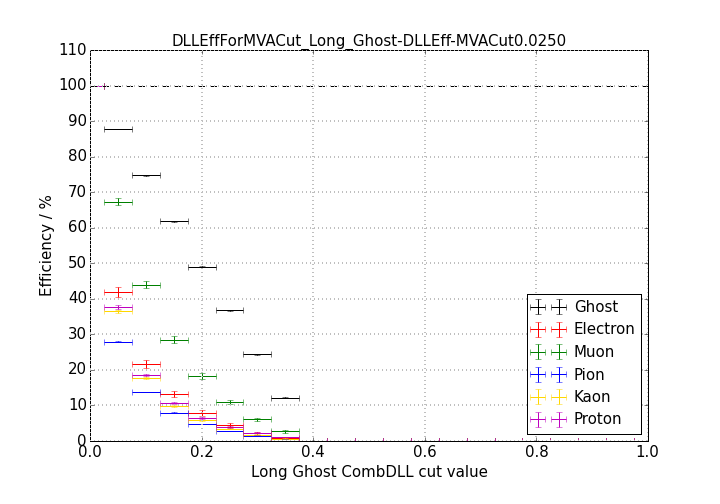 DLLEffForMVACut_Long_Ghost-DLLEff-MVACut0.0250
110
100
90
80
70
60
50
40
30
20
10
0
Efficiency / %
Ghost
Electron
Muon
Pion
Kaon
Proton
0.0 0.2 0.4 0.6 0.8 1.0
Long Ghost CombDLL cut value